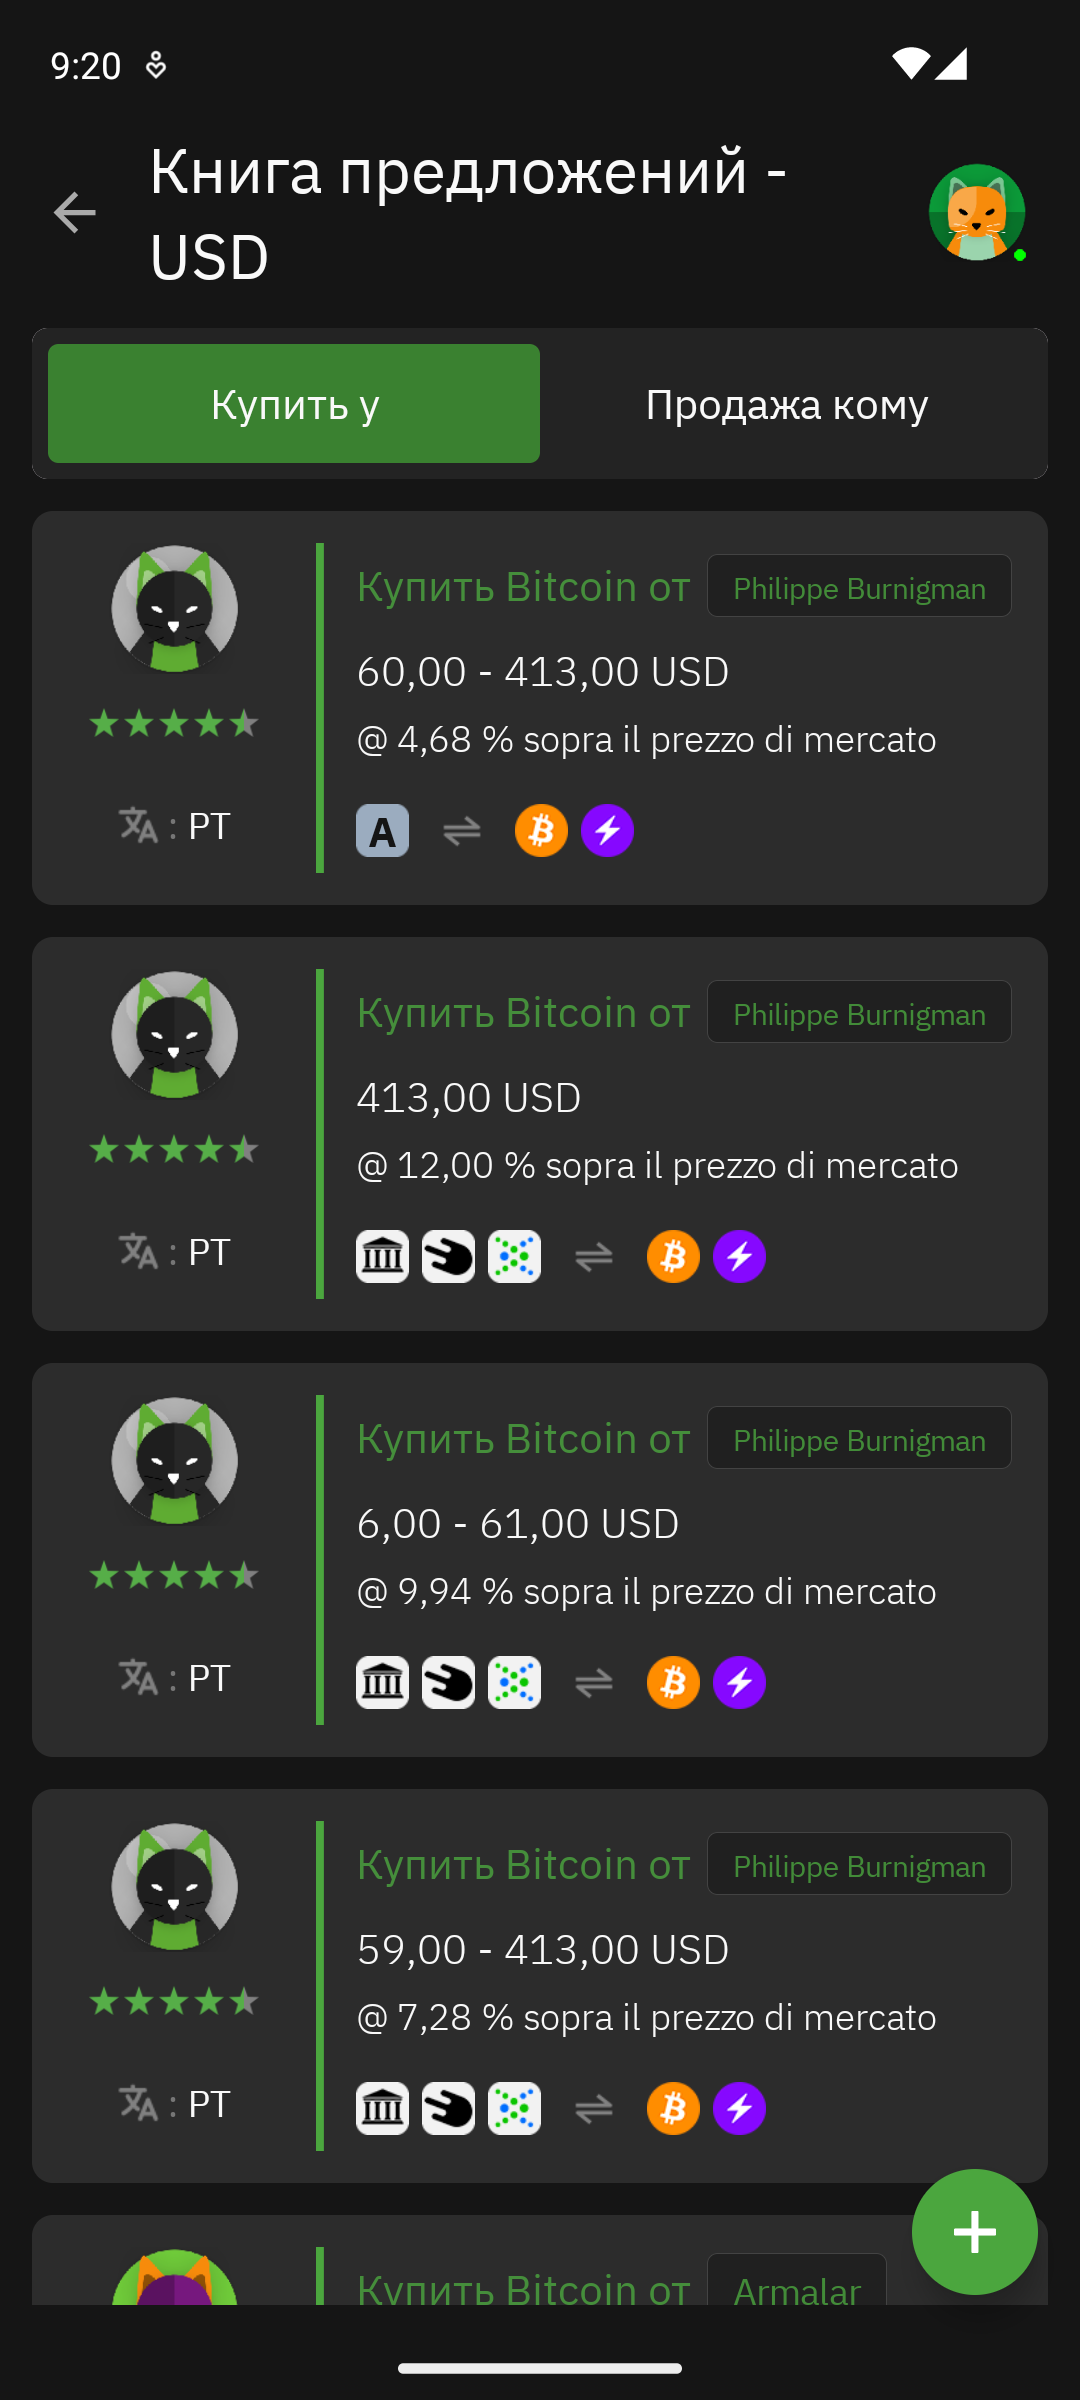 9:20
Книга предложений -
USD
Купить у
Продажа кому
Купить Bitcoin от Philippe Burnigman
60,00 - 413,00 USD
@ 4,68 % sopra il prezzo di mercato
: PT
A
Купить Bitcoin от Philippe Burnigman
413,00 USD
@ 12,00 % sopra il prezzo di mercato
: PT
Купить Bitcoin от Philippe Burnigman
6,00 - 61,00 USD
@ 9,94 % sopra il prezzo di mercato
: PT
Купить Bitcoin от Philippe Burnigman
59,00 - 413,00 USD
@ 7,28 % sopra il prezzo di mercato
: PT
Купить Bitcoin от Armalar